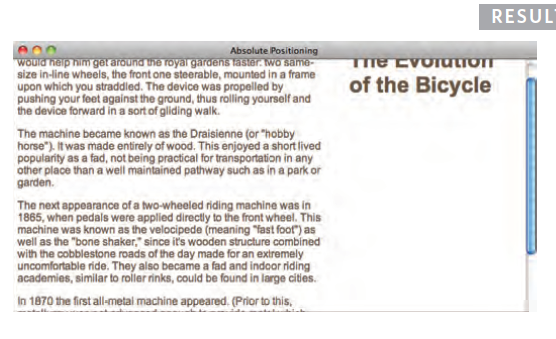 RESUL
Absolute Positioning
would help him get around the royal gardens faster: two same-
size in-line wheels, the front one steerable, mounted in a frame
upon which you straddled. The device was propelled by
pushing your feet against the ground, thus rolling yourself and
the device forward in a sort of gliding walk.
The machine became known as the Draisienne (or "hobby
horse"). It was made entirely of wood. This enjoyed a short lived
popularity as a fad, not being practical for transportation in any
other place than a well maintained pathway such as in a park or
garden.
The next appearance of a two-wheeled riding machine was in
1865, when pedals were applied directly to the front wheel. This
machine was known as the velocipede (meaning "fast foot") as
well as the "bone shaker," since it's wooden structure combined
with the cobblestone roads of the day made for an extremely
uncomfortable ride. They also became a fad and indoor riding
academies, similar to roller rinks, could be found in large cities.
In 1870 the first all-metal machine appeared. (Prior to this,
The Evolution
of the Bicycle